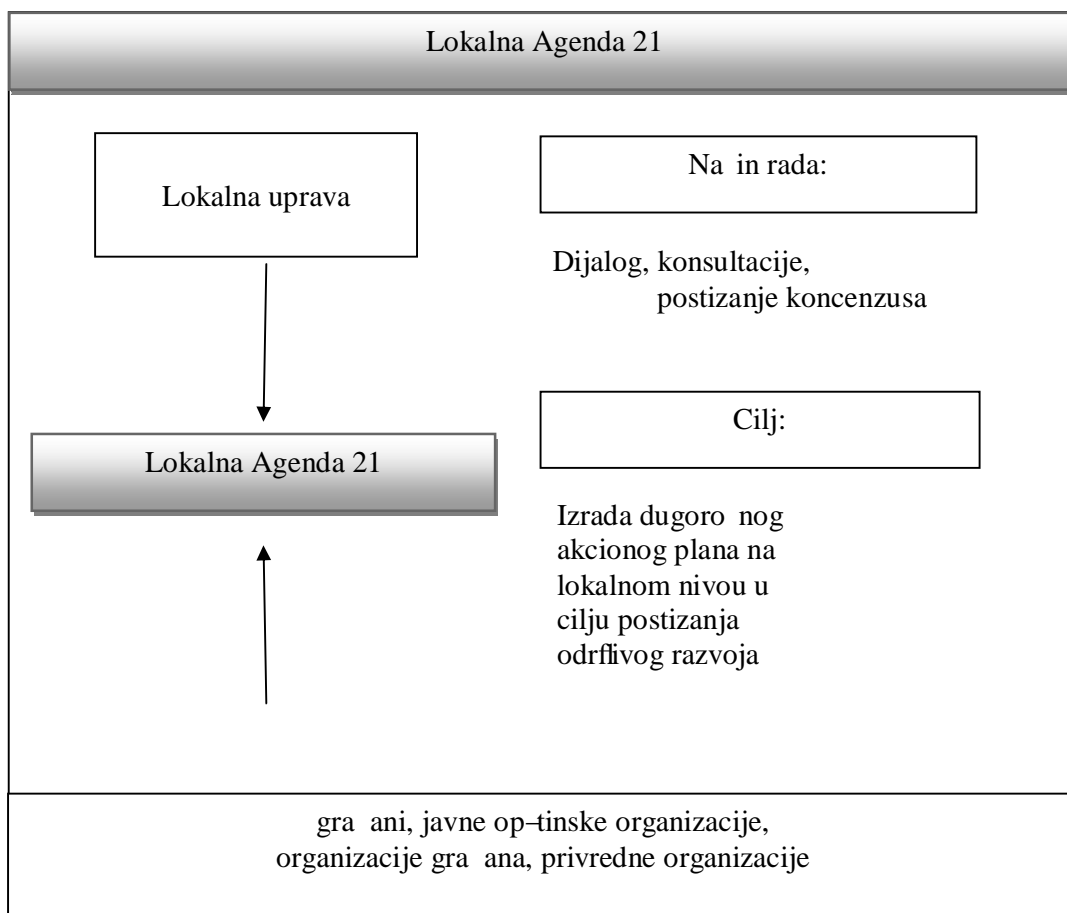 Lokalna Agenda 21
Lokalna uprava
Na in rada:
Dijalog, konsultacije,
postizanje koncenzusa
Lokalna Agenda 21
Cilj:
Izrada dugoro nog
akcionog plana na
lokalnom nivou u
cilju postizanja
odrflivog razvoja
gra ani, javne op–tinske organizacije,
organizacije gra ana, privredne organizacije